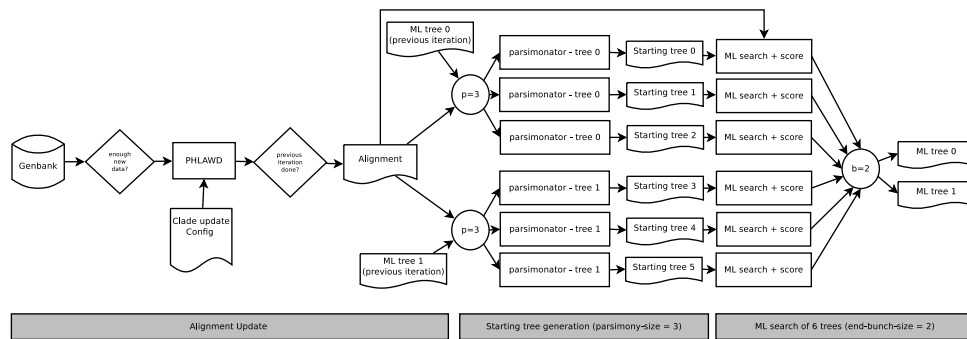 ML tree 0
(previous iteration)
p=3
parsimonator - tree 0
Starting tree 0
ML search + score
parsimonator - tree 0
Starting tree 1
ML search + score
parsimonator - tree 0
Starting tree 2
ML search + score
Genbank
enough
new
data?
PHLAWD
previous
iteration
done?
Alignment
Clade update
Config
b=2
ML tree 0
ML tree 1
p=3
ML tree 1
(previous iteration)
parsimonator - tree 1
Starting tree 3
ML search + score
parsimonator - tree 1
Starting tree 4
ML search + score
parsimonator - tree 1
Starting tree 5
ML search + score
Alignment Update
Starting tree generation (parsimony-size = 3)
ML search of 6 trees (end-bunch-size = 2)